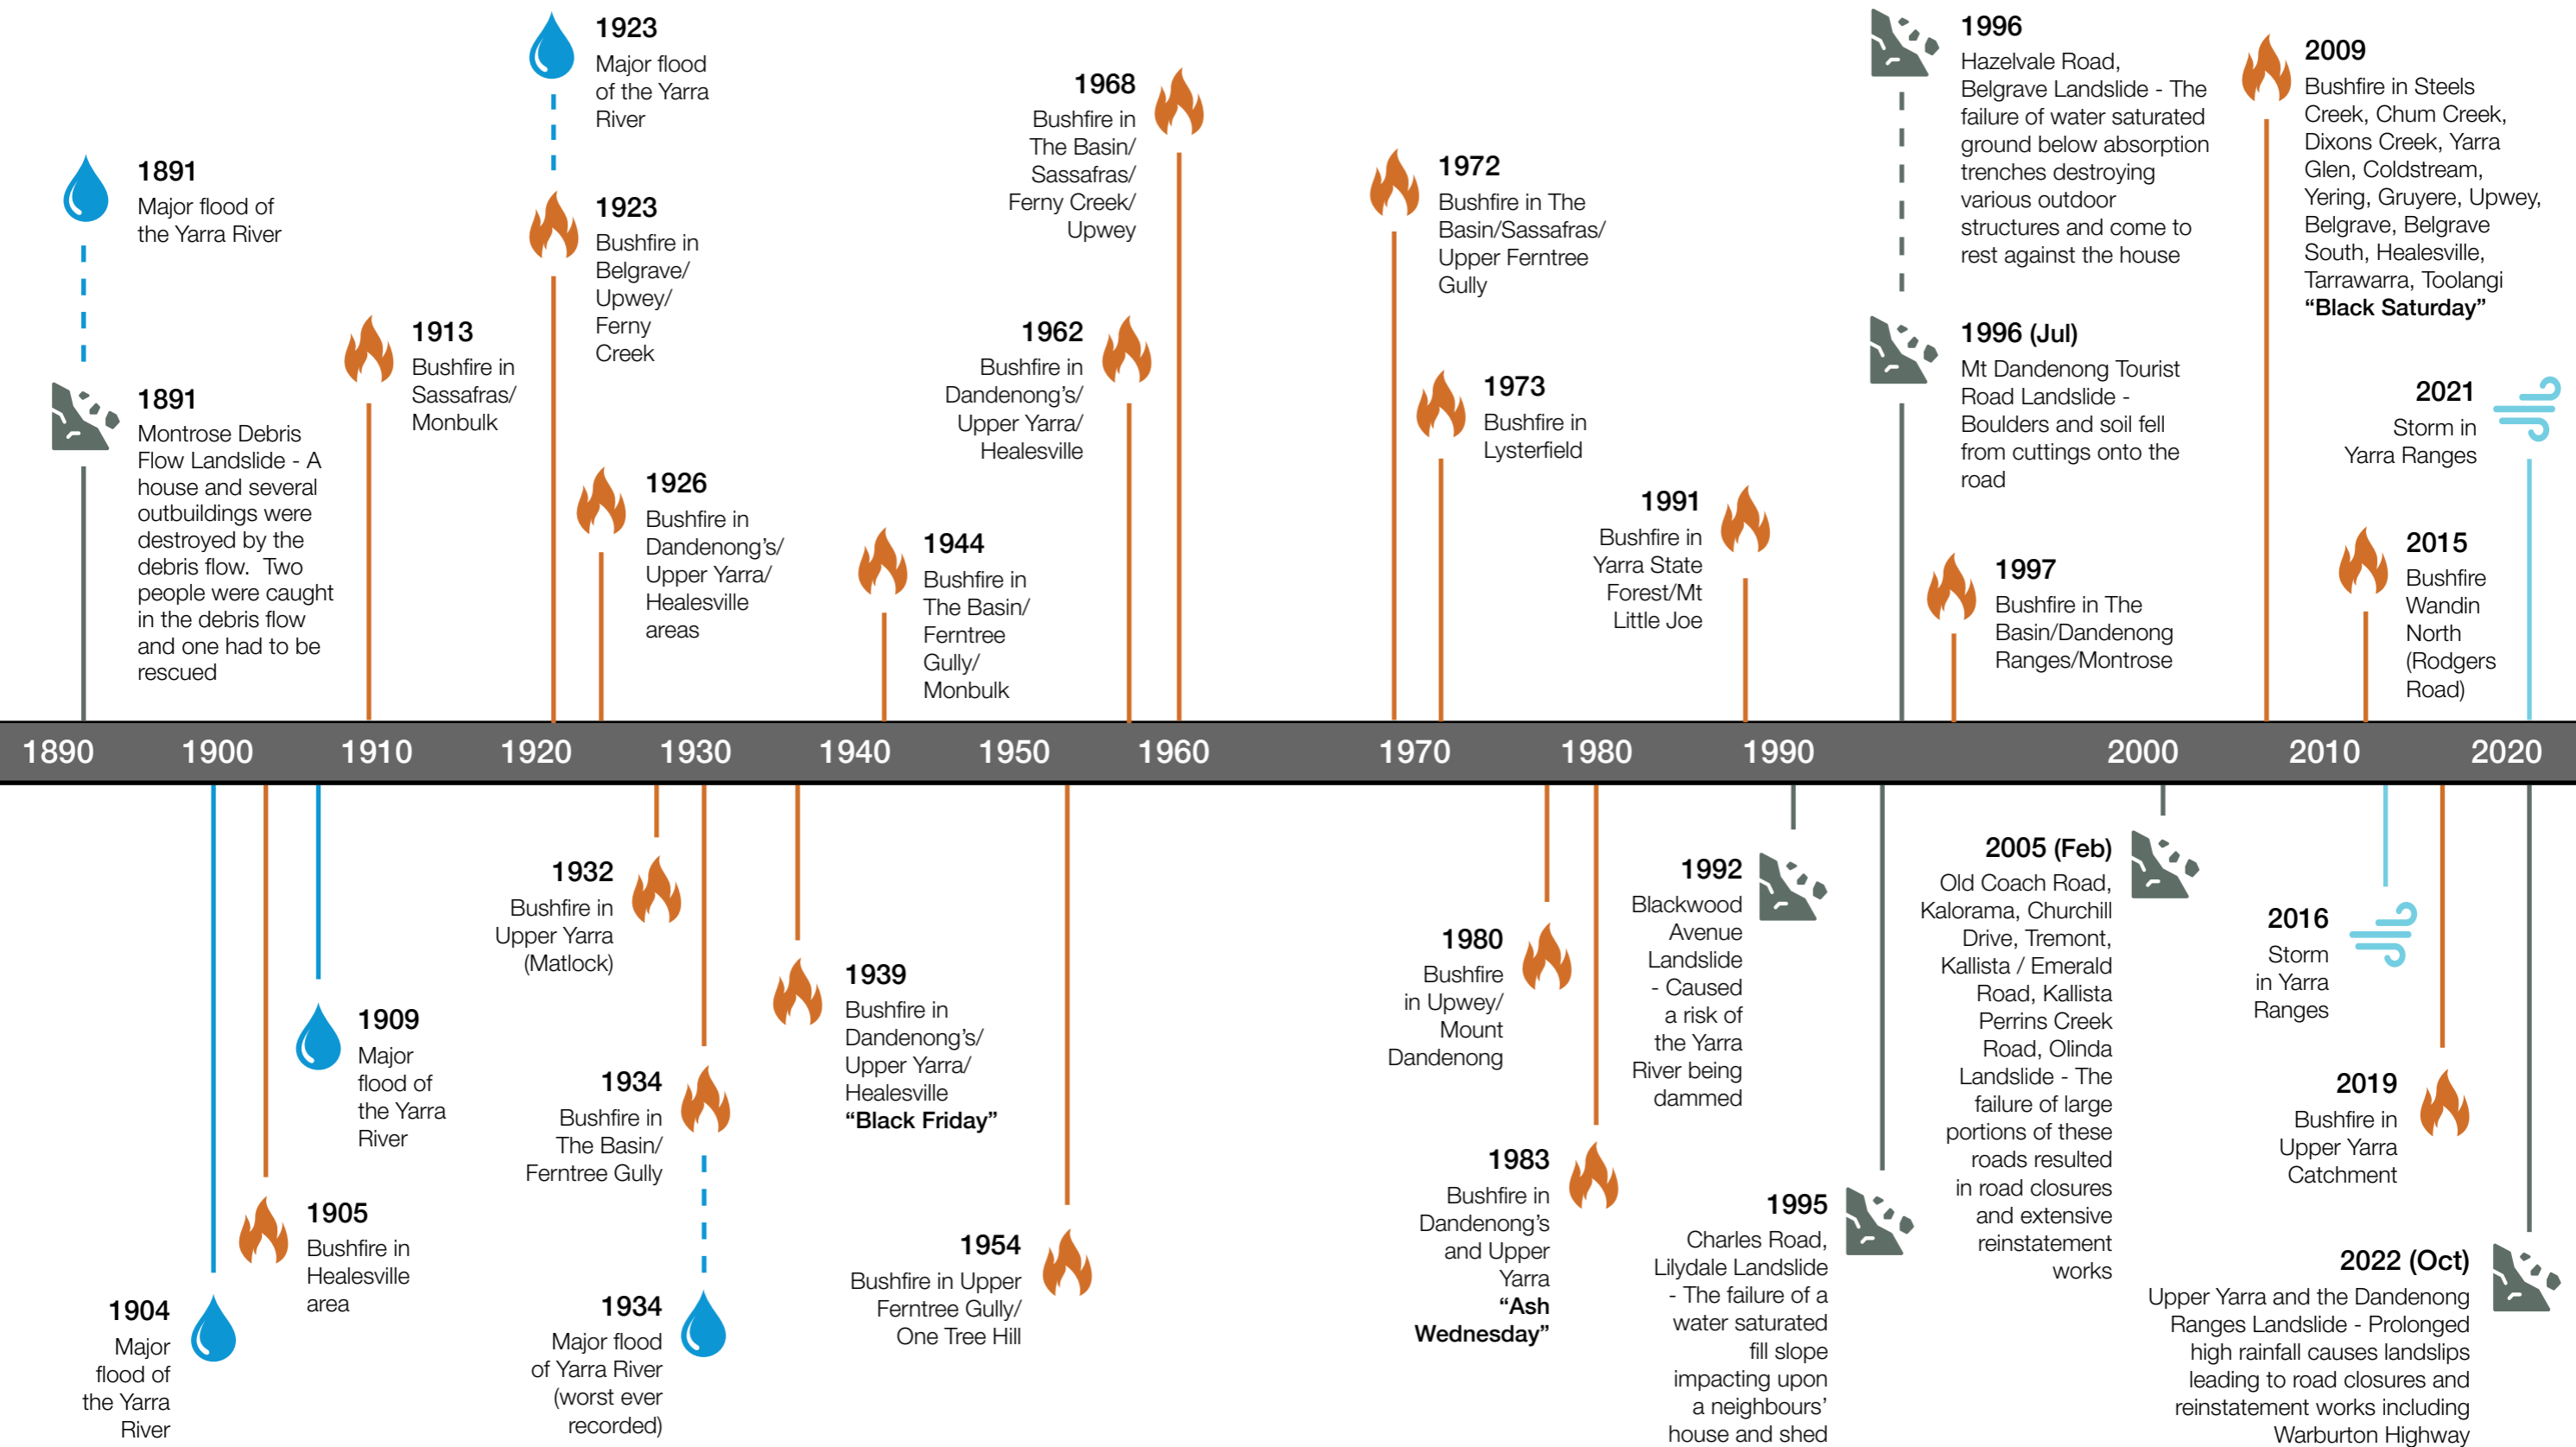 1891
Major flood of
the Yarra River
1891
Montrose Debris
Flow Landslide - A
house and several
outbuildings were
destroyed by the
debris flow.  Two
people were caught
in the debris flow
and one had to be
rescued
1913
Bushfire in
Sassafras/
Monbulk
1923
Major flood
of the Yarra
River
1923
Bushfire in
Belgrave/
Upwey/
Ferny
Creek
1926
Bushfire in
Dandenong’s/
Upper Yarra/
Healesville
areas
1944
Bushfire in
The Basin/
Ferntree
Gully/
Monbulk
1968
Bushfire in
The Basin/
Sassafras/
Ferny Creek/
Upwey
1962
Bushfire in
Dandenong’s/
Upper Yarra/
Healesville
1972
Bushfire in The
Basin/Sassafras/
Upper Ferntree
Gully
1973
Bushfire in
Lysterfield
1991
Bushfire in
Yarra State
Forest/Mt
Little Joe
1996
Hazelvale Road,
Belgrave Landslide - The
failure of water saturated
ground below absorption
trenches destroying
various outdoor
structures and come to
rest against the house
1996 (Jul)
Mt Dandenong Tourist
Road Landslide -
Boulders and soil fell
from cuttings onto the
road
1997
Bushfire in The
Basin/Dandenong
Ranges/Montrose
2009
Bushfire in Steels
Creek, Chum Creek,
Dixons Creek, Yarra
Glen, Coldstream,
Yering, Gruyere, Upwey,
Belgrave, Belgrave
South, Healesville,
Tarrawarra, Toolangi
“Black Saturday”
2021
Storm in
Yarra Ranges
2015
Bushfire
Wandin
North
(Rodgers
Road)
1890 1900 1910 1920 1930 1940 1950 1960 1970 1980 1990 2000 2010 2020
1904
Major
flood of
the Yarra
River
1905
Bushfire in
Healesville
area
1909
Major
flood of
the Yarra
River
1932
Bushfire in
Upper Yarra
(Matlock)
1934
Bushfire in
The Basin/
Ferntree Gully
1934
Major flood
of Yarra River
(worst ever
recorded)
1939
Bushfire in
Dandenong’s/
Upper Yarra/
Healesville
“Black Friday”
1954
Bushfire in Upper
Ferntree Gully/
One Tree Hill
1980
Bushfire
in Upwey/
Mount
Dandenong
1983
Bushfire in
Dandenong’s
and Upper
Yarra
“Ash
Wednesday”
1992
Blackwood
Avenue
Landslide
- Caused
a risk of
the Yarra
River being
dammed
1995
Charles Road,
Lilydale Landslide
- The failure of a
water saturated
fill slope
impacting upon
a neighbours’
house and shed
2005 (Feb)
Old Coach Road,
Kalorama, Churchill
Drive, Tremont,
Kallista / Emerald
Road, Kallista
Perrins Creek
Road, Olinda
Landslide - The
failure of large
portions of these
roads resulted
in road closures
and extensive
reinstatement
works
2016
Storm
in Yarra
Ranges
2019
Bushfire in
Upper Yarra
Catchment
2022 (Oct)
Upper Yarra and the Dandenong
Ranges Landslide - Prolonged
high rainfall causes landslips
leading to road closures and
reinstatement works including
Warburton Highway